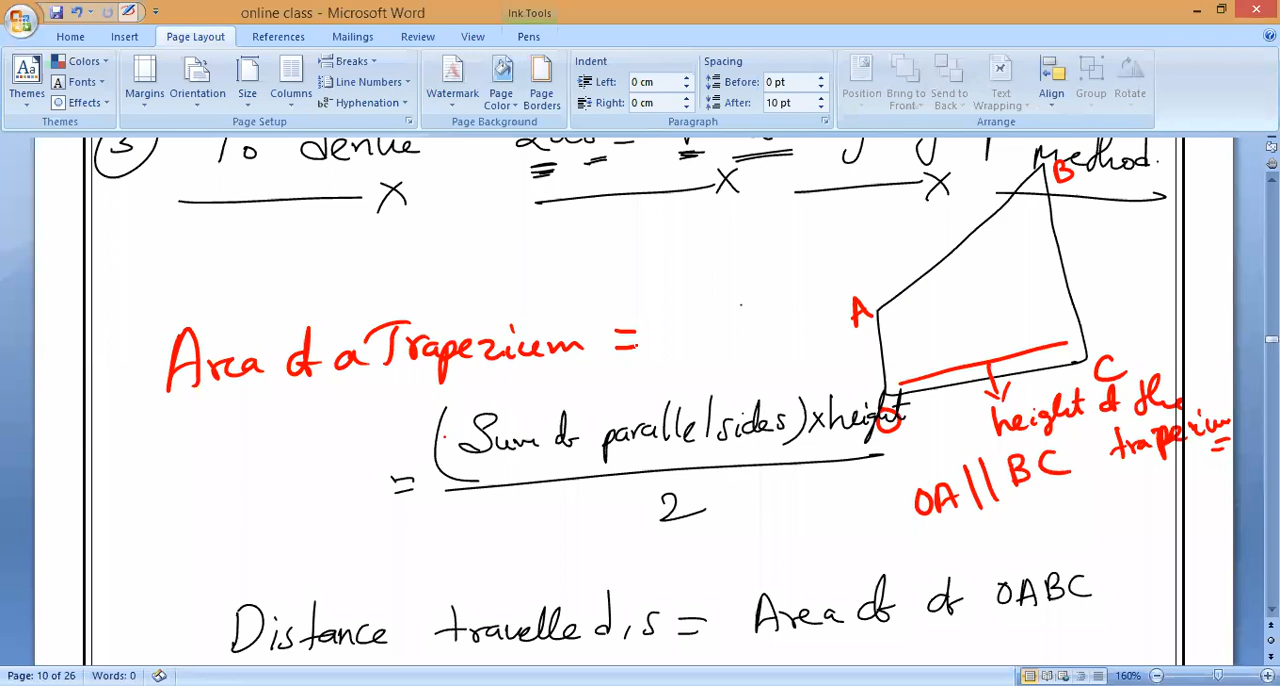 online class - Microsoft Word
Ink Tools
Home Insert Page Layout References Mailings Review View Pens
Themes
Colors
Fonts
Effects
Themes
Margins Orientation Size Columns
Breaks
Line Numbers
Hyphenation
Page Setup
Watermark Page Color Page Borders
Page Background
Indent
Left: 0 cm
Right: 0 cm
Spacing
Before: 0 pt
After: 10 pt
Paragraph
Position Bring to Front Send to Back Text Wrapping Align Group Rotate
Arrange
3 To derive method.
X X X
B
A
Area of a Trapezium =
C
O
height of the
trapezium
= (Sum of parallel sides) x height
2
OA // BC
Distance travelled, s = Area of of OABC
Page: 10 of 26 Words: 0 160%